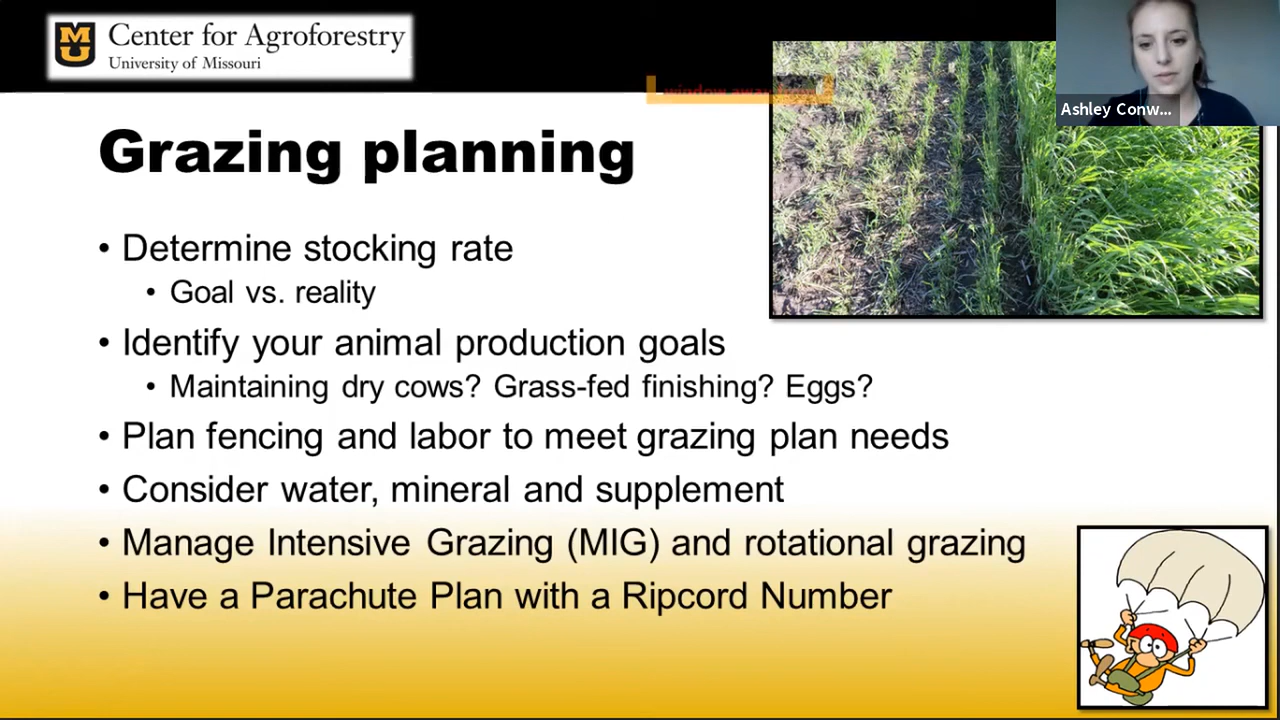 MU
Center for Agroforestry
University of Missouri
Ashley Conw...
Grazing planning
• Determine stocking rate
• Goal vs. reality
• Identify your animal production goals
• Maintaining dry cows? Grass-fed finishing? Eggs?
• Plan fencing and labor to meet grazing plan needs
• Consider water, mineral and supplement
• Manage Intensive Grazing (MIG) and rotational grazing
• Have a Parachute Plan with a Ripcord Number